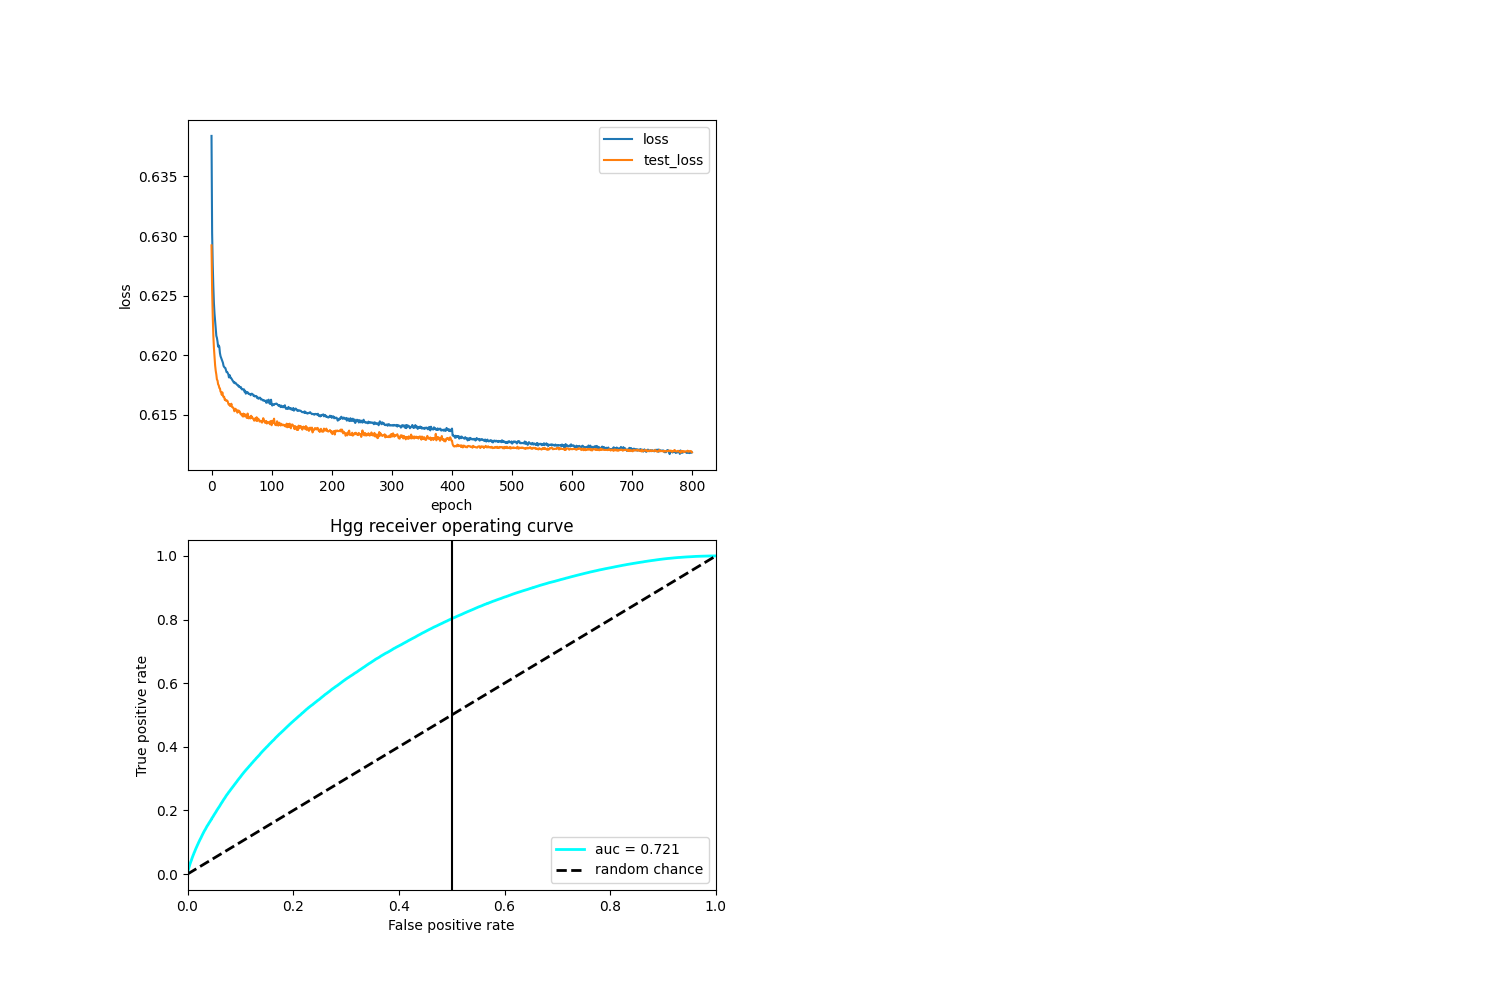 loss
test_loss
0.635
0.630
0.625
0.620
0.615
loss
0 100 200 300 400 500 600 700 800
epoch
Hgg receiver operating curve
1.0
0.8
0.6
0.4
0.2
0.0
True positive rate
auc = 0.721
random chance
0.0 0.2 0.4 0.6 0.8 1.0
False positive rate